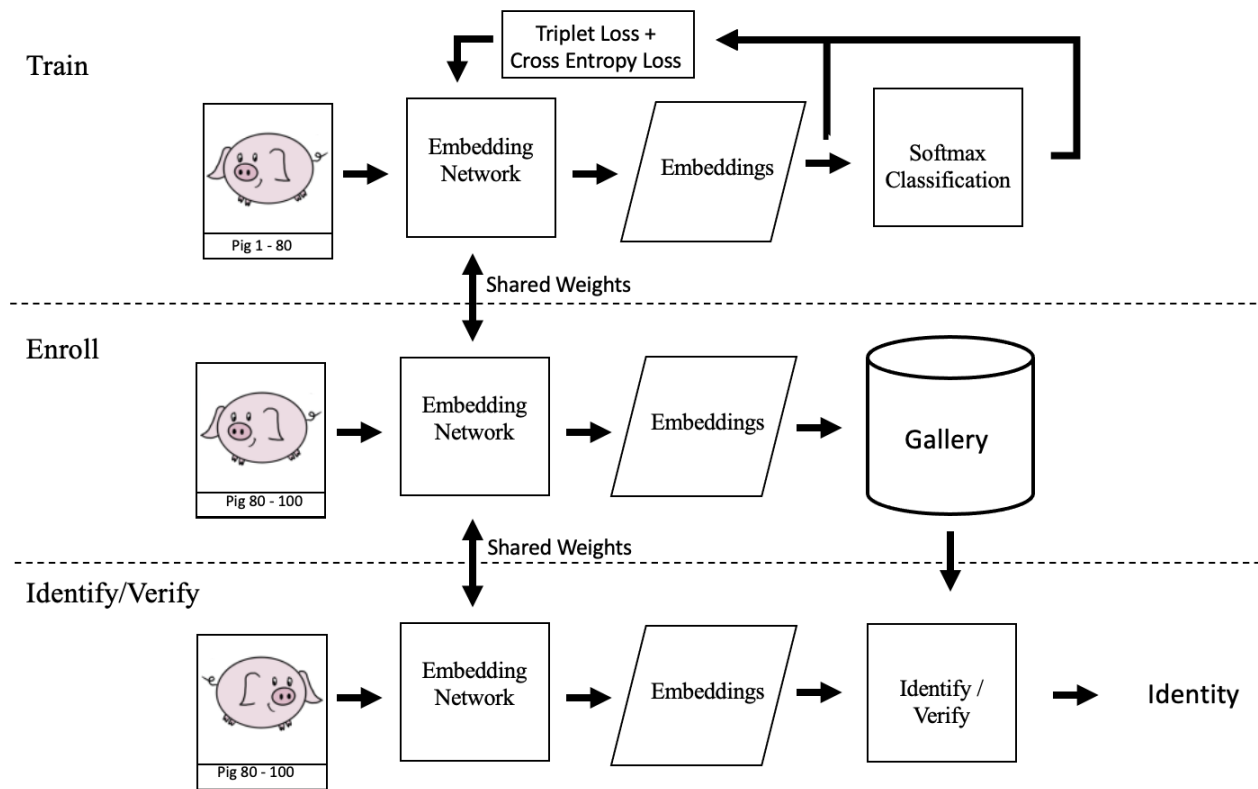 Train
Triplet Loss +
Cross Entropy Loss
Pig 1 - 80
Embedding
Network
Embeddings
Softmax
Classification
Shared Weights
Enroll
Pig 80 - 100
Embedding
Network
Embeddings
Gallery
Shared Weights
Identify/Verify
Pig 80 - 100
Embedding
Network
Embeddings
Identify /
Verify
Identity